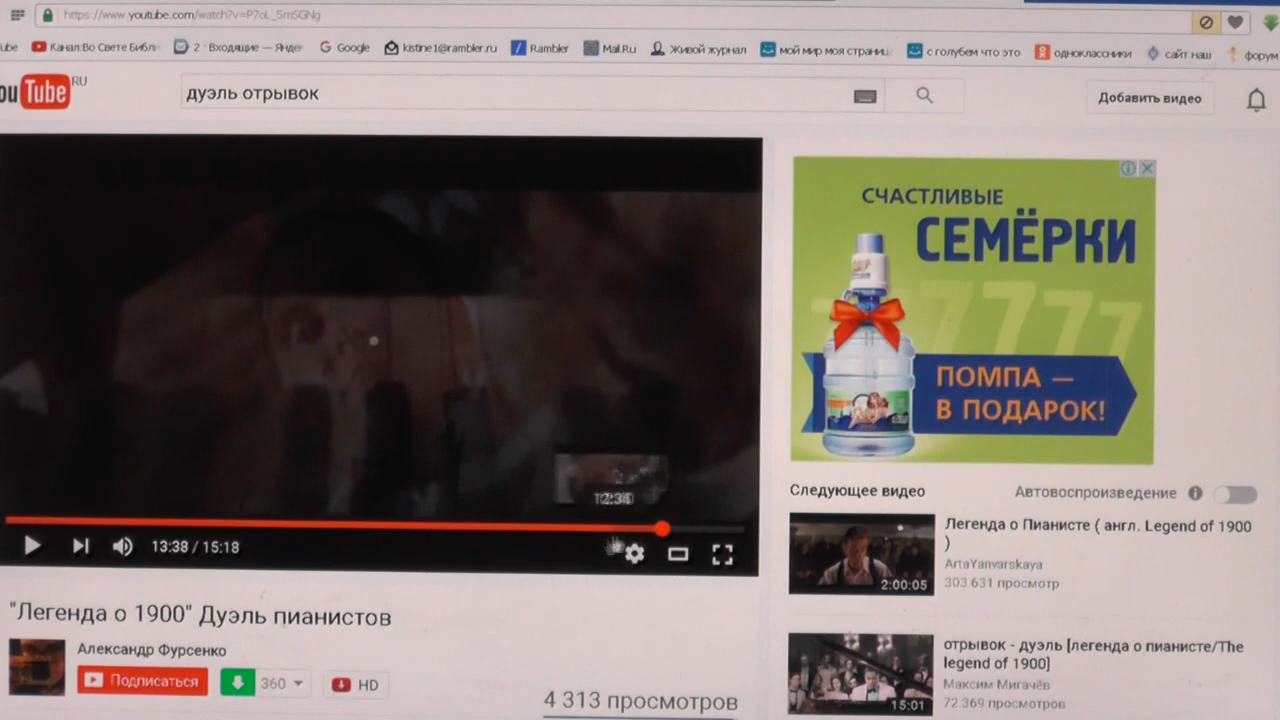 https://www.youtube.com/watch?v=P7oL_5mSGNg
ube Канал:Во Свете Библ 2 · Входящие — Янде Google kistine1@rambler.ru Rambler Mail.Ru Живой журнал мой мир моя страниц с голубем что это одноклассники сайт наш форум
ou Tube RU
дуэль отрывок
Добавить видео
СЧАСТЛИВЫЕ
СЕМЁРКИ
777
ПОМПА —
В ПОДАРОК!
13:38 / 15:18
Следующее видео
Автовоспроизведение
Легенда о Пианисте ( англ. Legend of 1900
)
ArtaYanvarskaya
303 631 просмотр
2:00:05
отрывок - дуэль [легенда о пианисте/The
legend of 1900]
Максим Мигачёв
72 369 просмотров
15:01
"Легенда о 1900" Дуэль пианистов
Александр Фурсенко
Подписаться
360
HD
4 313 просмотров